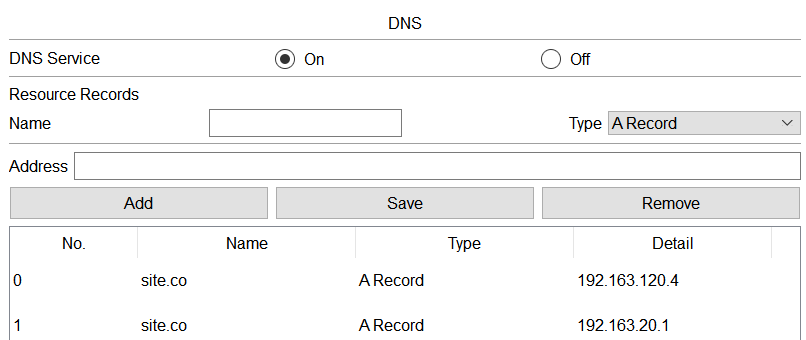 DNS
DNS Service On Off
Resource Records
Name Type A Record
Address
Add Save Remove
No. Name Type Detail
0 site.co A Record 192.163.120.4
1 site.co A Record 192.163.20.1